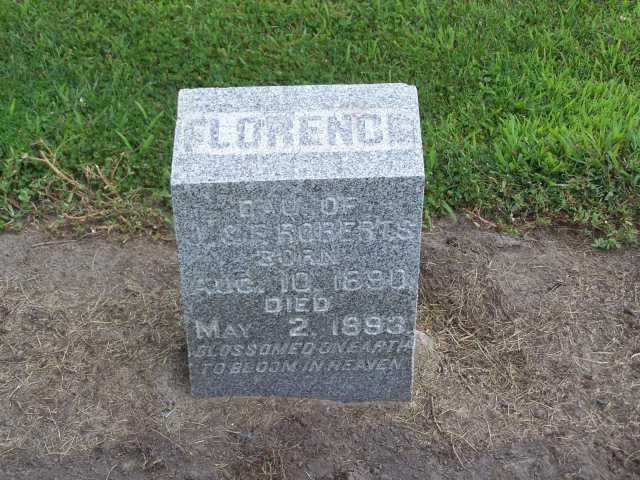 FLORENCE
DAU. OF
& F. ROBERTS
BORN
AUG. 10, 1890.
DIED
MAY 2, 1893.
BLOSSOMED ON EARTH
TO BLOOM IN HEAVEN